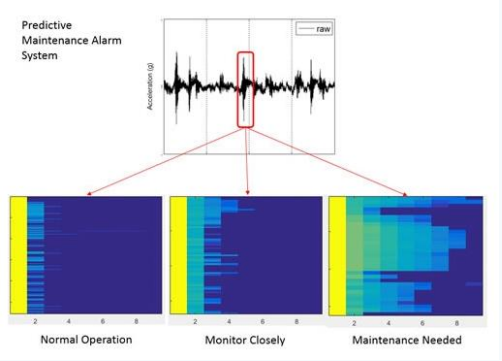 Predictive
Maintenance Alarm
System
raw
Acceleration (g)
2 4 6 8
2 4 6 8
2 4 6 8
Normal Operation
Monitor Closely
Maintenance Needed